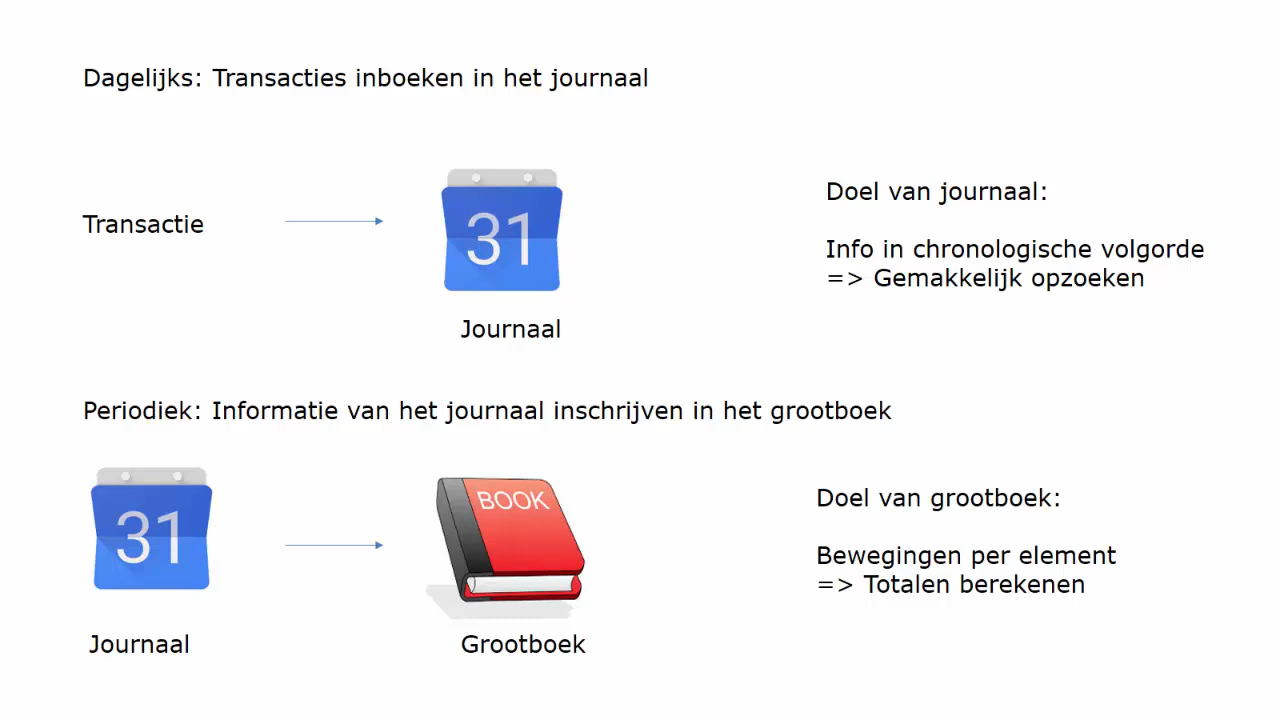 Dagelijks: Transacties inboeken in het journaal
Transactie
31
Journaal
Doel van journaal:
Info in chronologische volgorde
=> Gemakkelijk opzoeken
Periodiek: Informatie van het journaal inschrijven in het grootboek
31
Journaal
BOOK
Grootboek
Doel van grootboek:
Bewegingen per element
=> Totalen berekenen